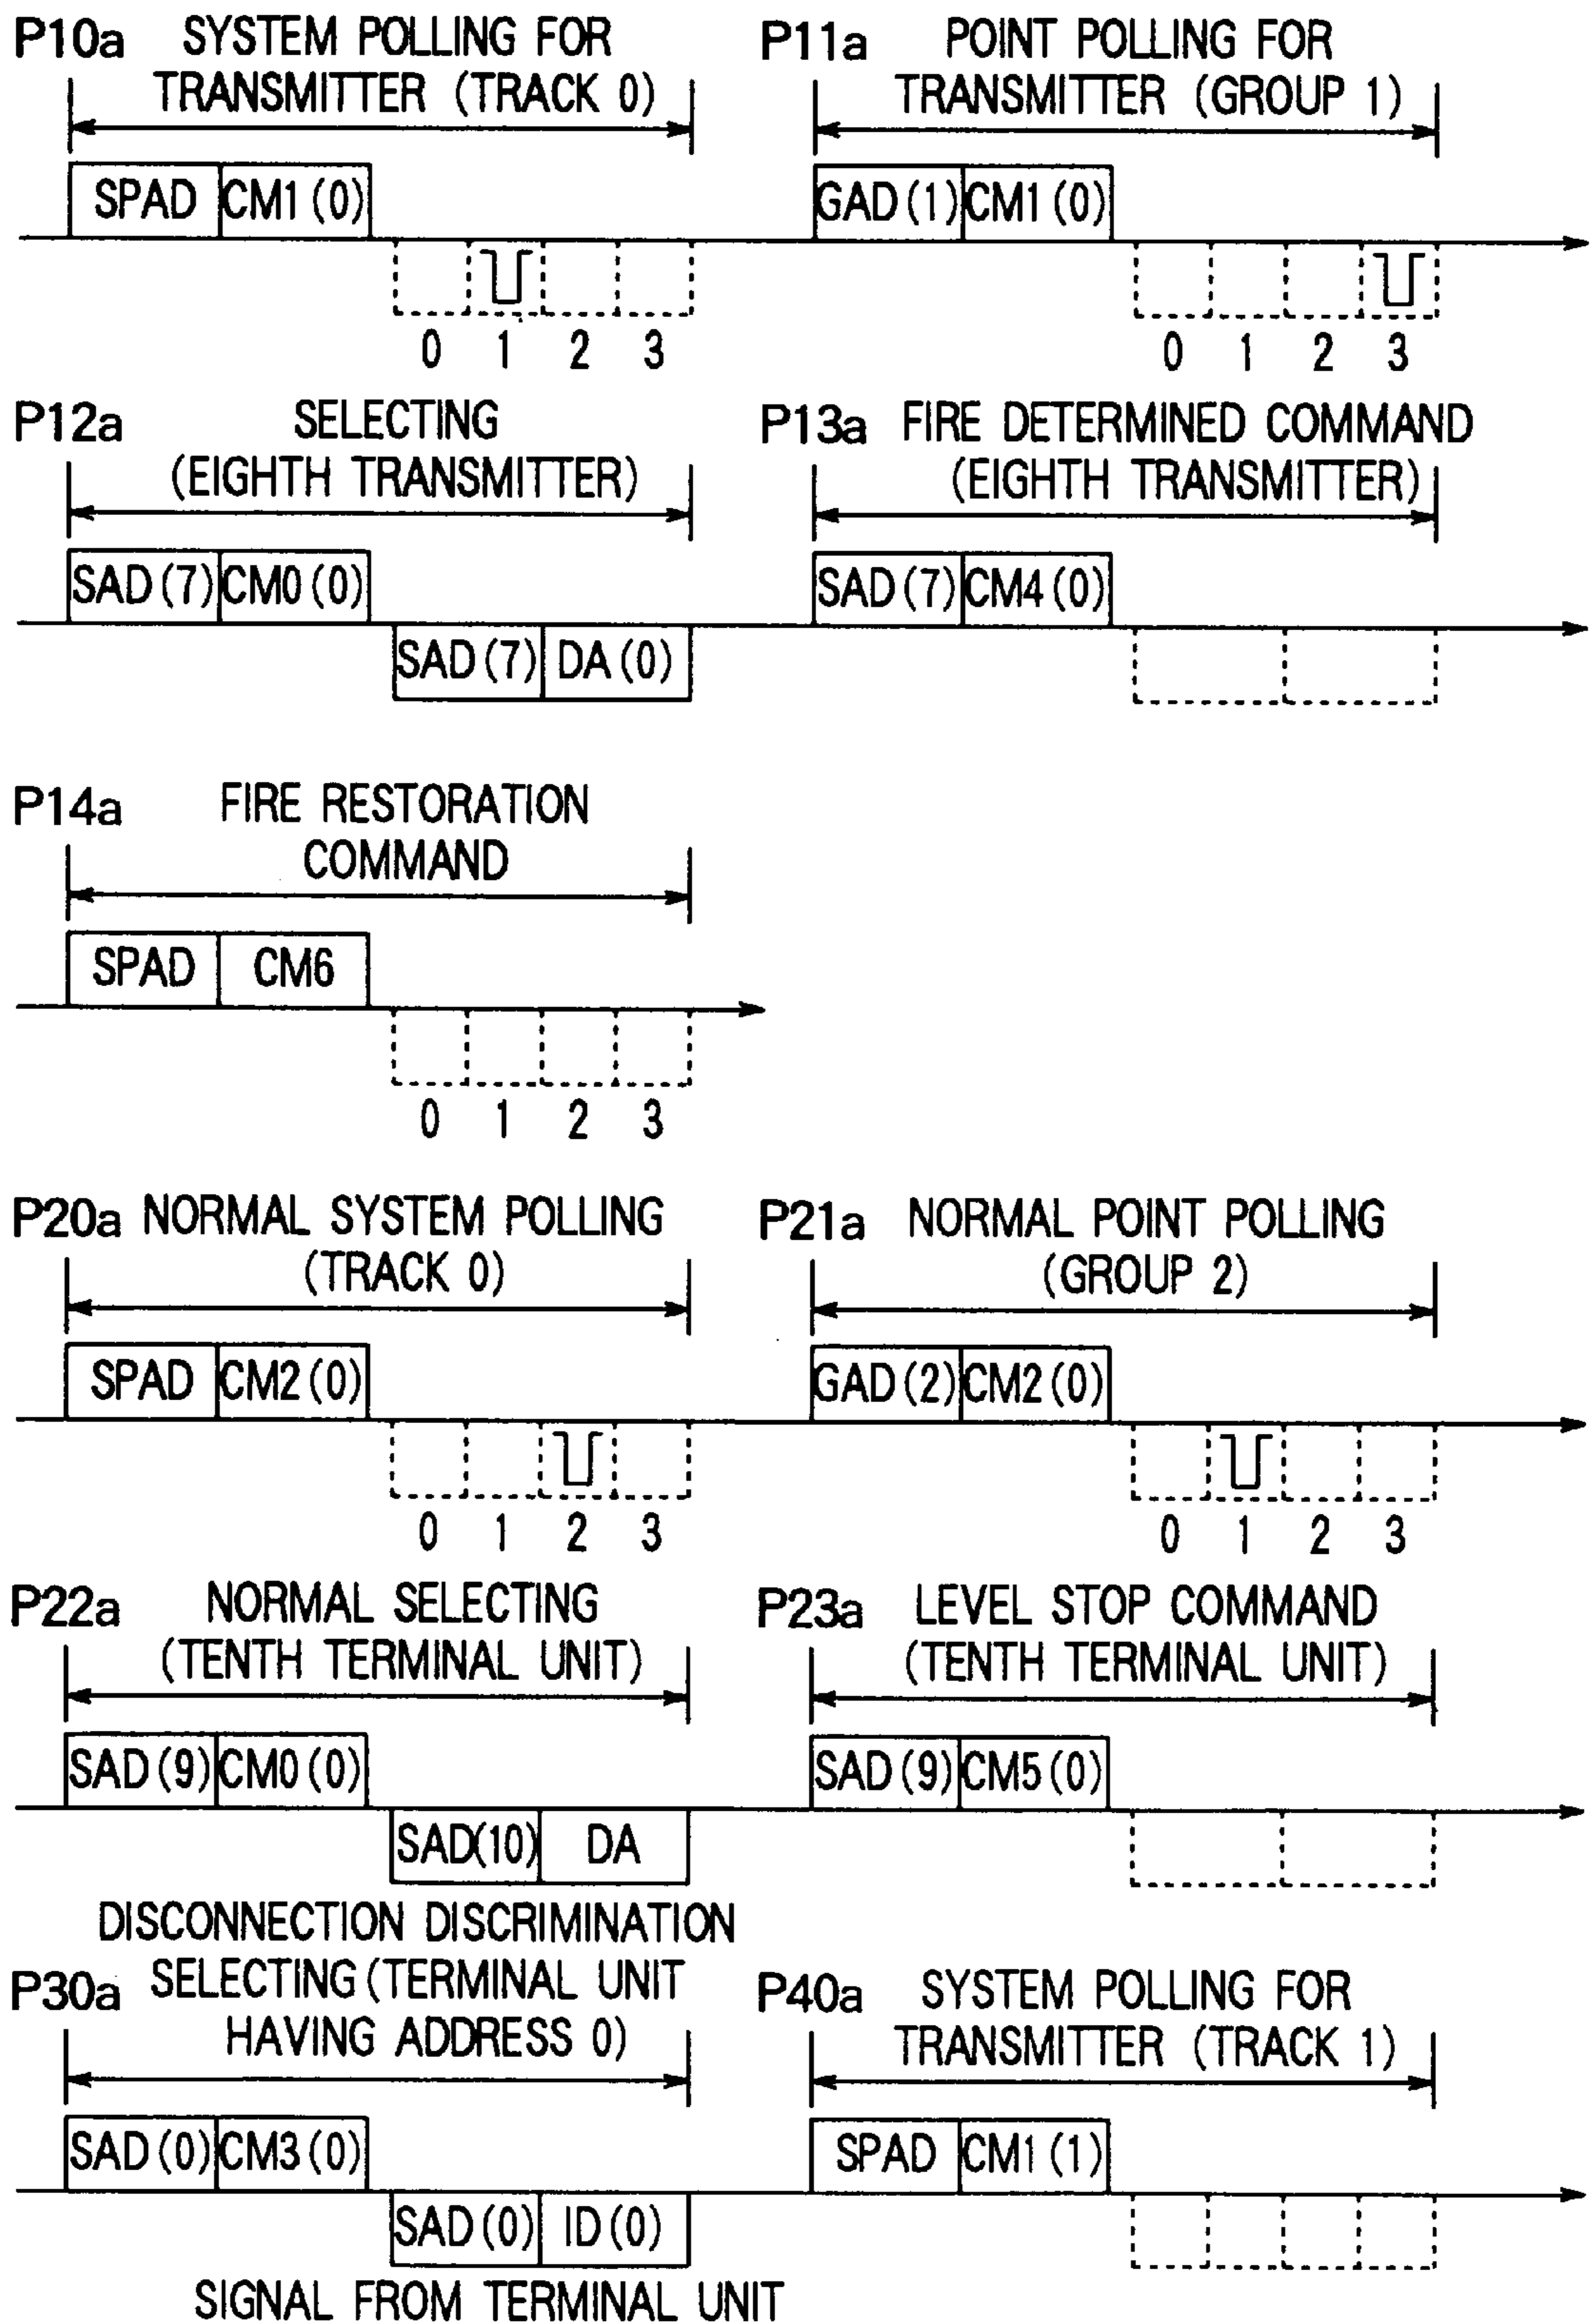 P10a SYSTEM POLLING FOR TRANSMITTER (TRACK 0)
SPAD CM1(0)
0 1 2 3
P11a POINT POLLING FOR TRANSMITTER (GROUP 1)
GAD(1) CM1(0)
0 1 2 3
P12a SELECTING (EIGHTH TRANSMITTER)
SAD(7) CM0(0)
SAD(7) DA(0)
P13a FIRE DETERMINED COMMAND (EIGHTH TRANSMITTER)
SAD(7) CM4(0)
P14a FIRE RESTORATION COMMAND
SPAD CM6
0 1 2 3
P20a NORMAL SYSTEM POLLING (TRACK 0)
SPAD CM2(0)
0 1 2 3
P21a NORMAL POINT POLLING (GROUP 2)
GAD(2) CM2(0)
0 1 2 3
P22a NORMAL SELECTING (TENTH TERMINAL UNIT)
SAD(9) CM0(0)
SAD(10) DA
P23a LEVEL STOP COMMAND (TENTH TERMINAL UNIT)
SAD(9) CM5(0)
P30a DISCONNECTION DISCRIMINATION SELECTING (TERMINAL UNIT HAVING ADDRESS 0)
SAD(0) CM3(0)
SAD(0) ID(0)
SIGNAL FROM TERMINAL UNIT
P40a SYSTEM POLLING FOR TRANSMITTER (TRACK 1)
SPAD CM1(1)